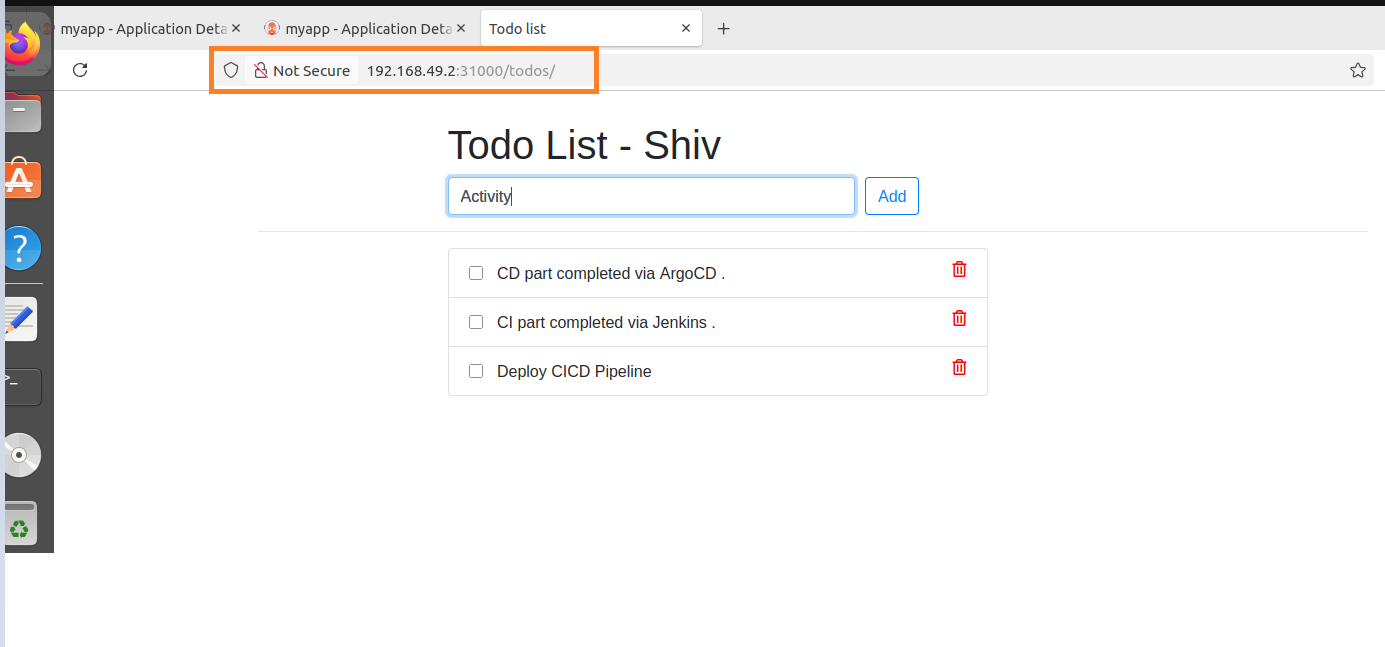 myapp - Application Deta
myapp - Application Deta
Todo list
Not Secure 192.168.49.2:31000/todos/
Todo List - Shiv
Activity
Add
CD part completed via ArgoCD .
CI part completed via Jenkins .
Deploy CICD Pipeline